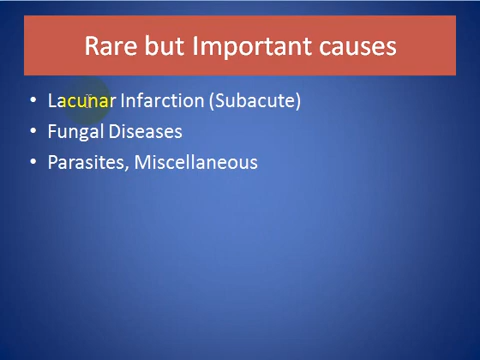 Rare but Important causes
• Lacunar Infarction (Subacute)
• Fungal Diseases
• Parasites, Miscellaneous